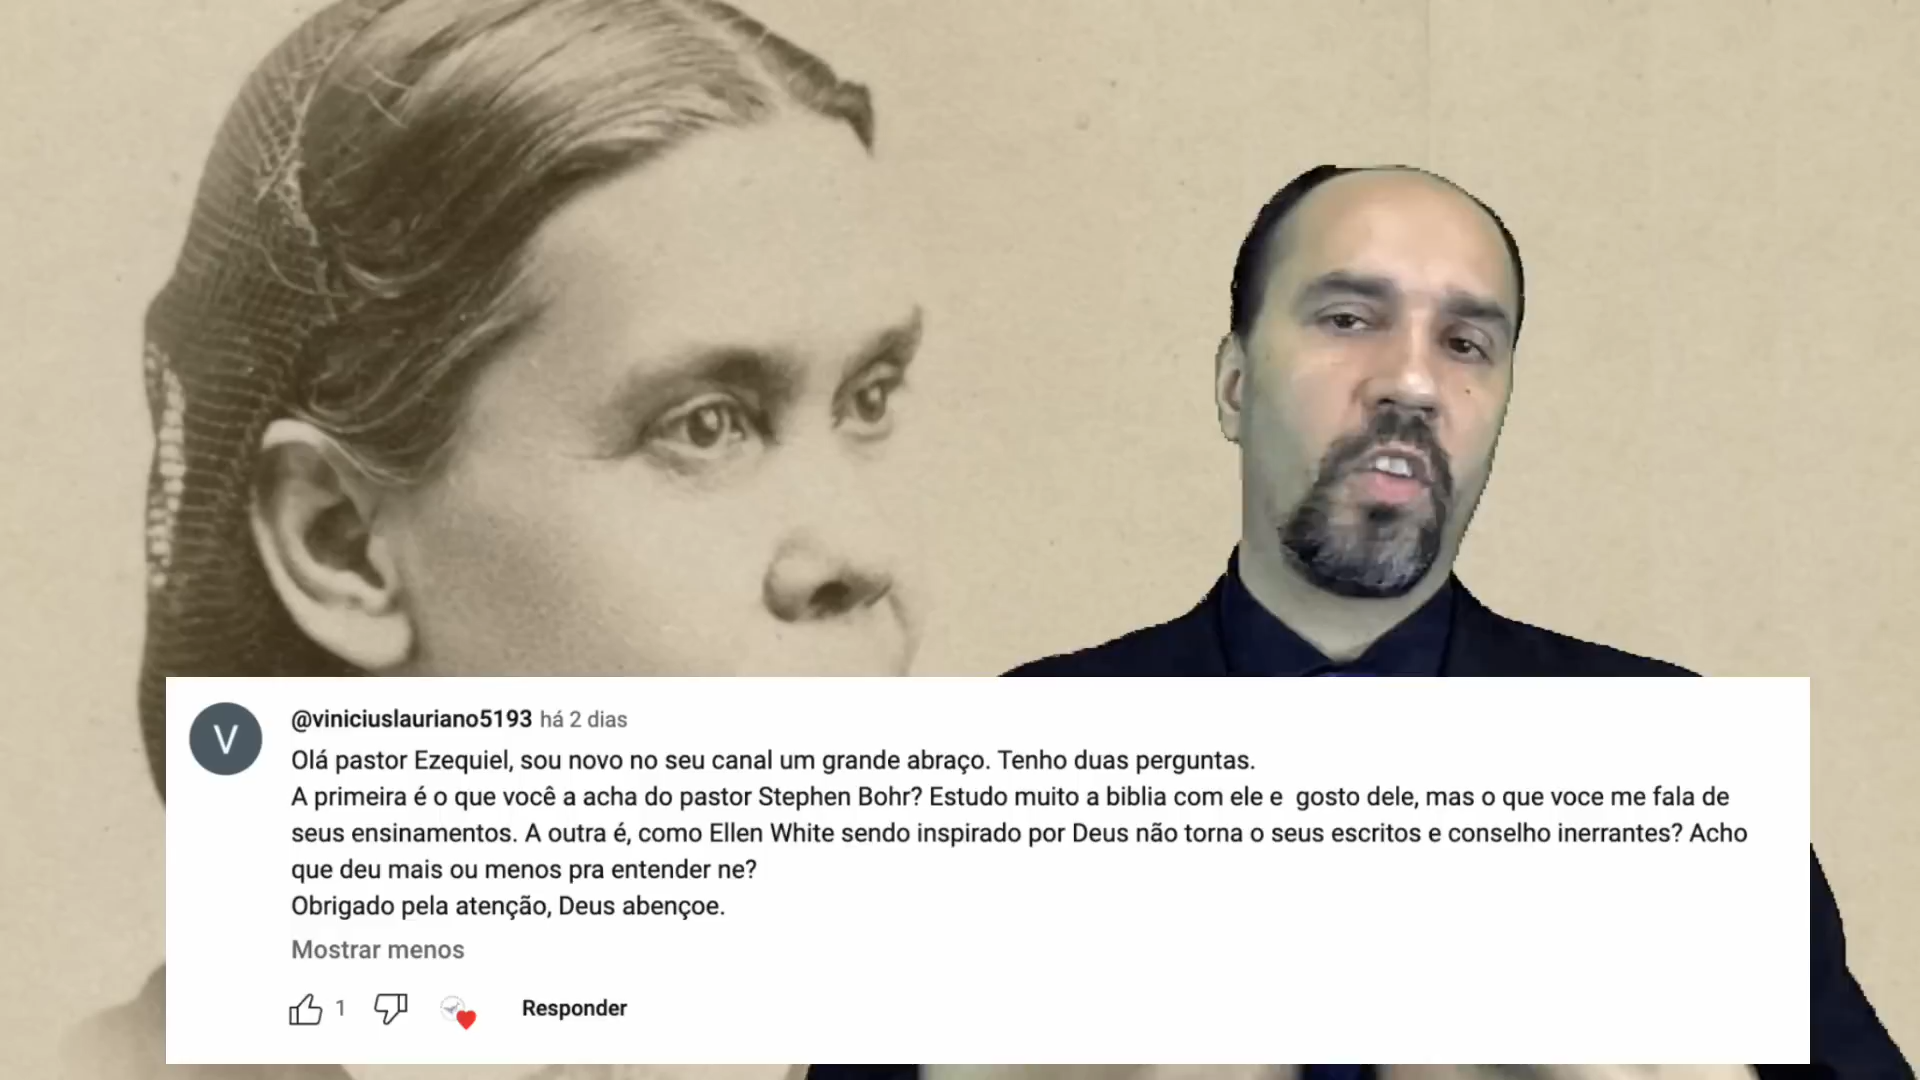 V
@viniciuslauriano5193 há 2 dias
Olá pastor Ezequiel, sou novo no seu canal um grande abraço. Tenho duas perguntas.
A primeira é o que você a acha do pastor Stephen Bohr? Estudo muito a biblia com ele e  gosto dele, mas o que voce me fala de
seus ensinamentos. A outra é, como Ellen White sendo inspirado por Deus não torna o seus escritos e conselho inerrantes? Acho
que deu mais ou menos pra entender ne?
Obrigado pela atenção, Deus abençoe.
Mostrar menos
1 Responder